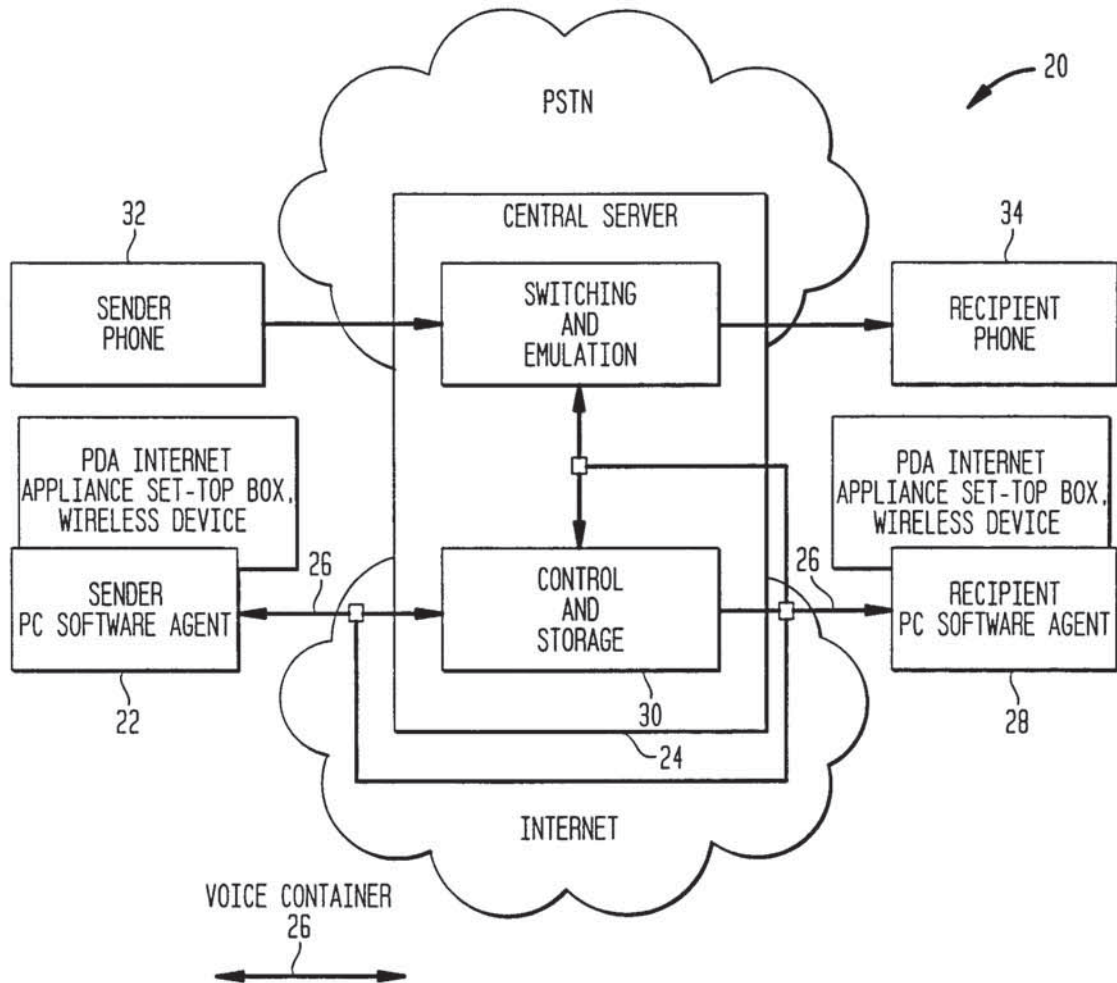 PSTN
20
CENTRAL SERVER
32
SENDER
PHONE
SWITCHING
AND
EMULATION
34
RECIPIENT
PHONE
PDA INTERNET
APPLIANCE SET-TOP BOX,
WIRELESS DEVICE
SENDER
PC SOFTWARE AGENT
22
26
CONTROL
AND
STORAGE
30
24
26
PDA INTERNET
APPLIANCE SET-TOP BOX,
WIRELESS DEVICE
RECIPIENT
PC SOFTWARE AGENT
28
INTERNET
VOICE CONTAINER
26